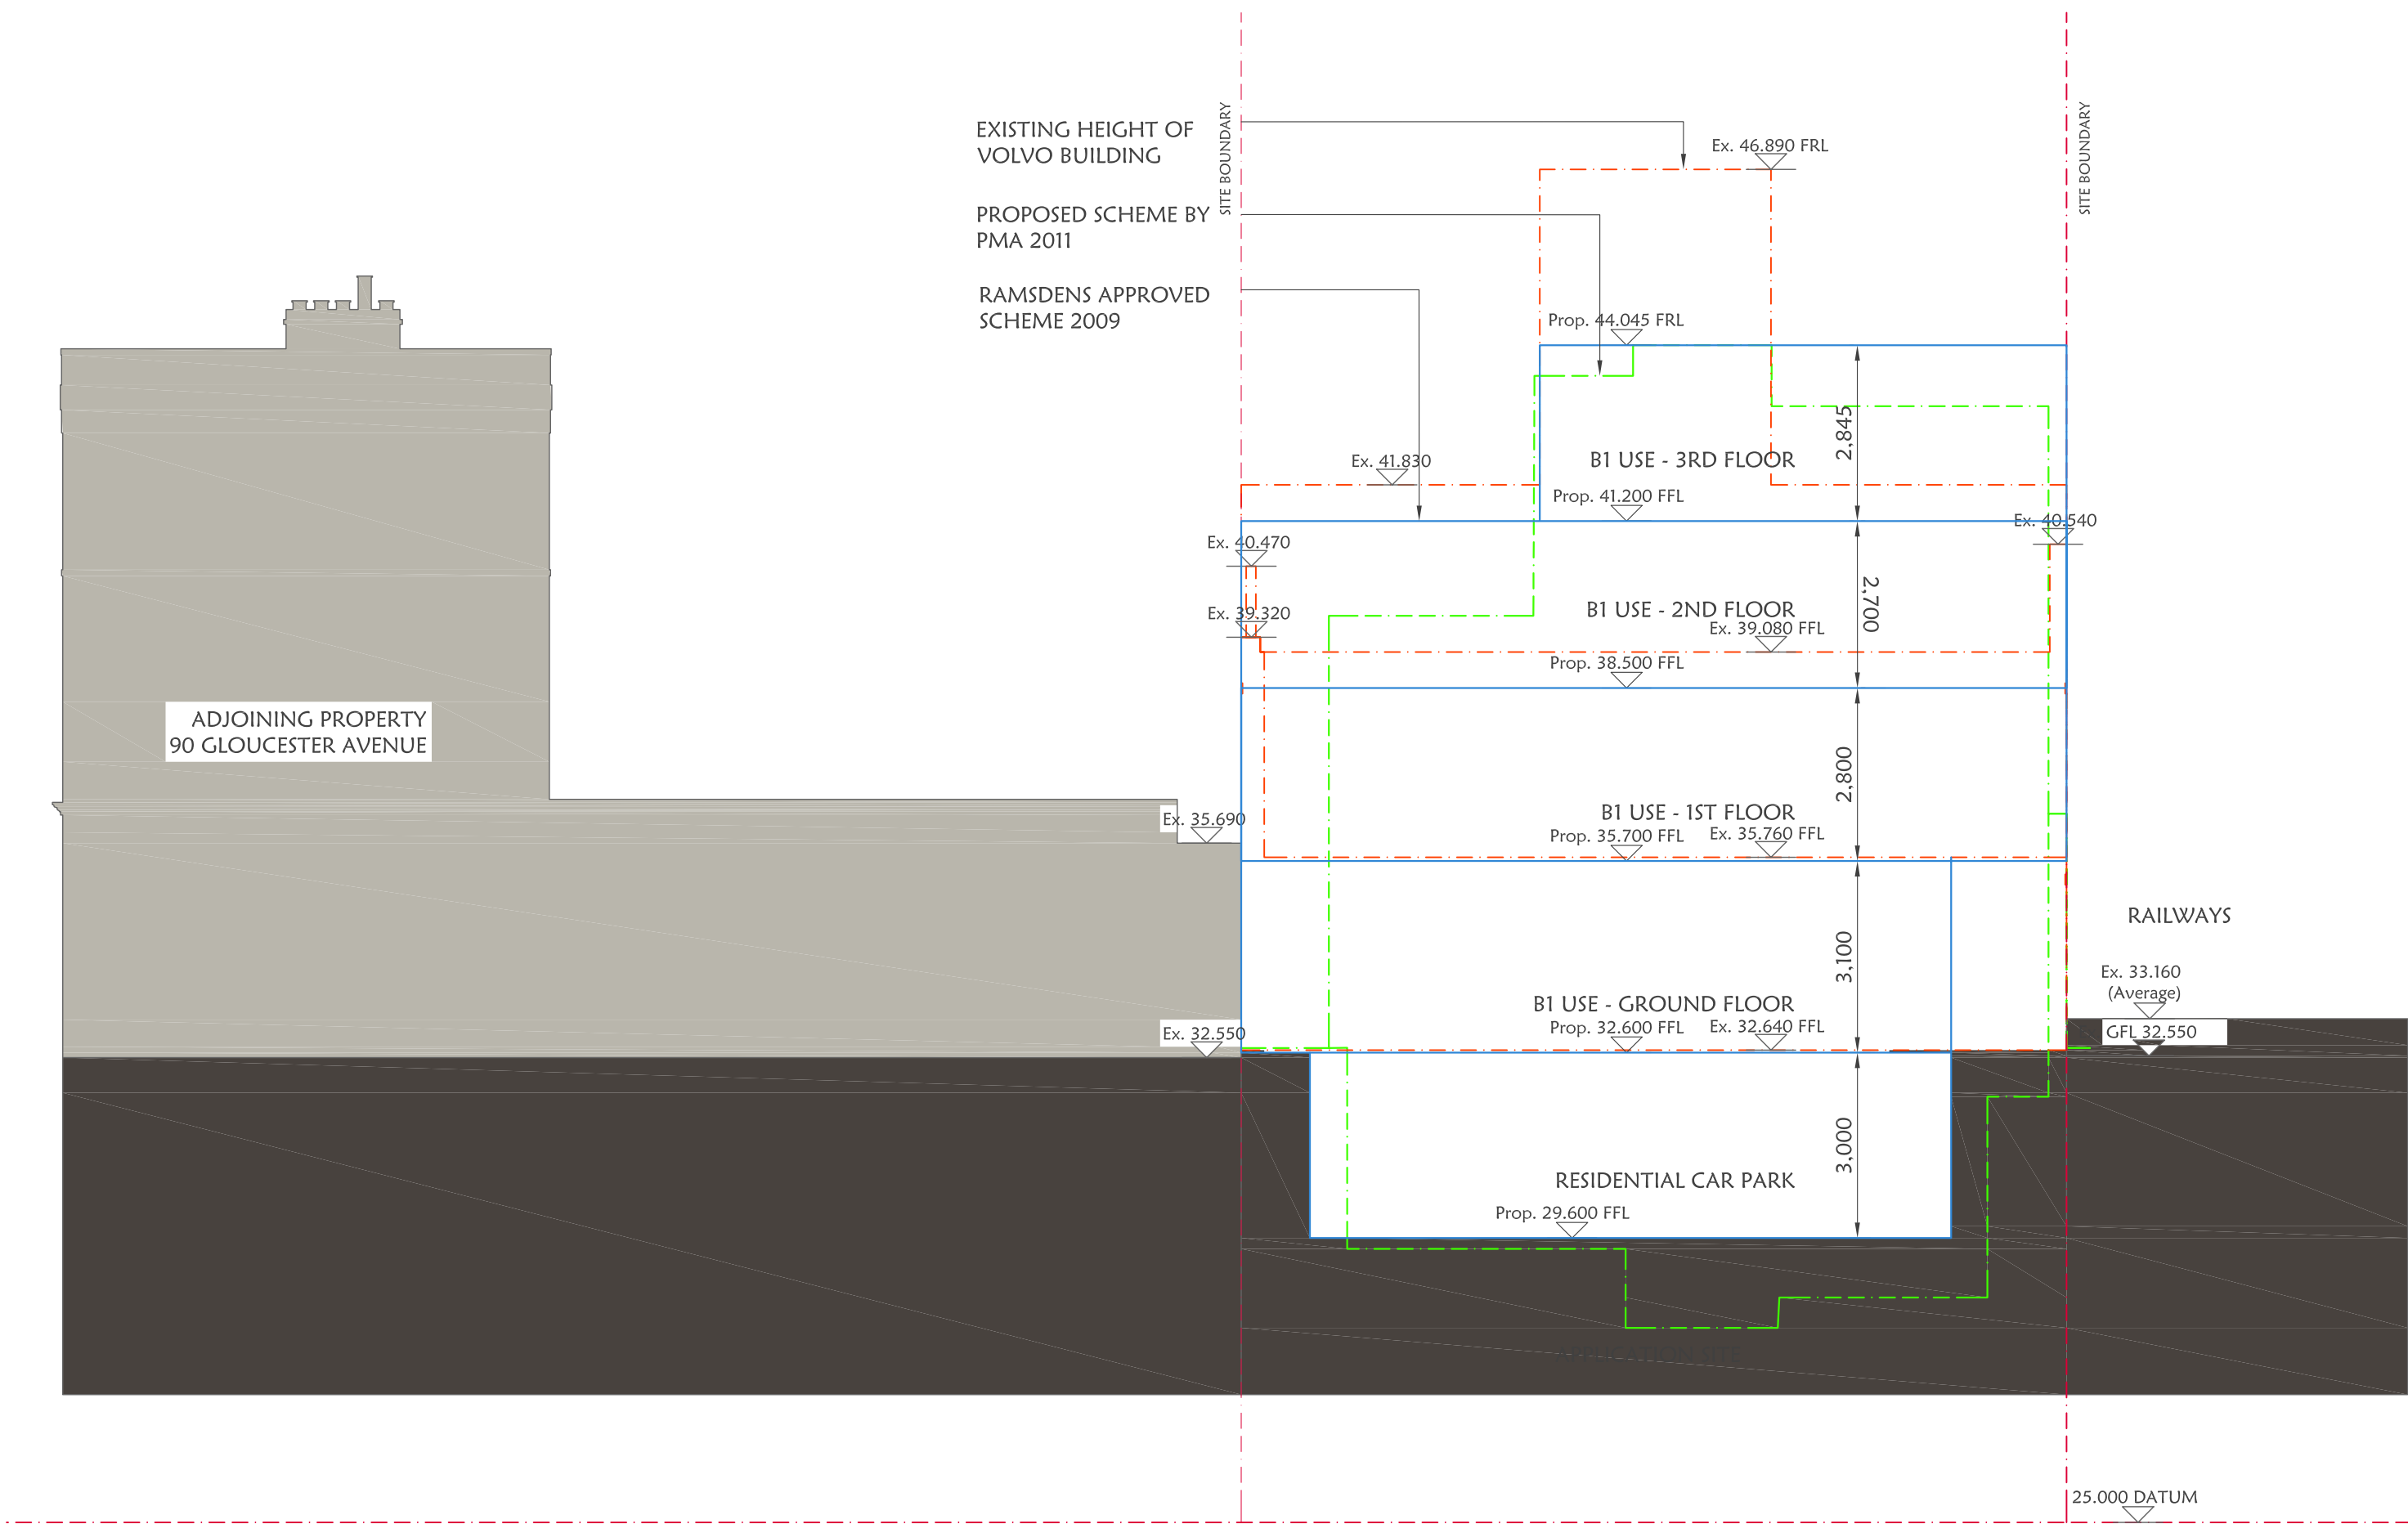 EXISTING HEIGHT OF
VOLVO BUILDING
SITE BOUNDARY
SITE BOUNDARY
Ex. 46.890 FRL
PROPOSED SCHEME BY
PMA 2011
RAMSDENS APPROVED
SCHEME 2009
Prop. 44.045 FRL
2,845
Ex. 41.830
B1 USE - 3RD FLOOR
Prop. 41.200 FFL
Ex. 40.540
Ex. 40.470
2,700
Ex. 39.320
B1 USE - 2ND FLOOR
Ex. 39.080 FFL
Prop. 38.500 FFL
ADJOINING PROPERTY
90 GLOUCESTER AVENUE
2,800
Ex. 35.690
B1 USE - 1ST FLOOR
Prop. 35.700 FFL
Ex. 35.760 FFL
RAILWAYS
3,100
Ex. 33.160
(Average)
B1 USE - GROUND FLOOR
Ex. 32.550
Prop. 32.600 FFL
Ex. 32.640 FFL
GFL 32.550
3,000
RESIDENTIAL CAR PARK
Prop. 29.600 FFL
25.000 DATUM